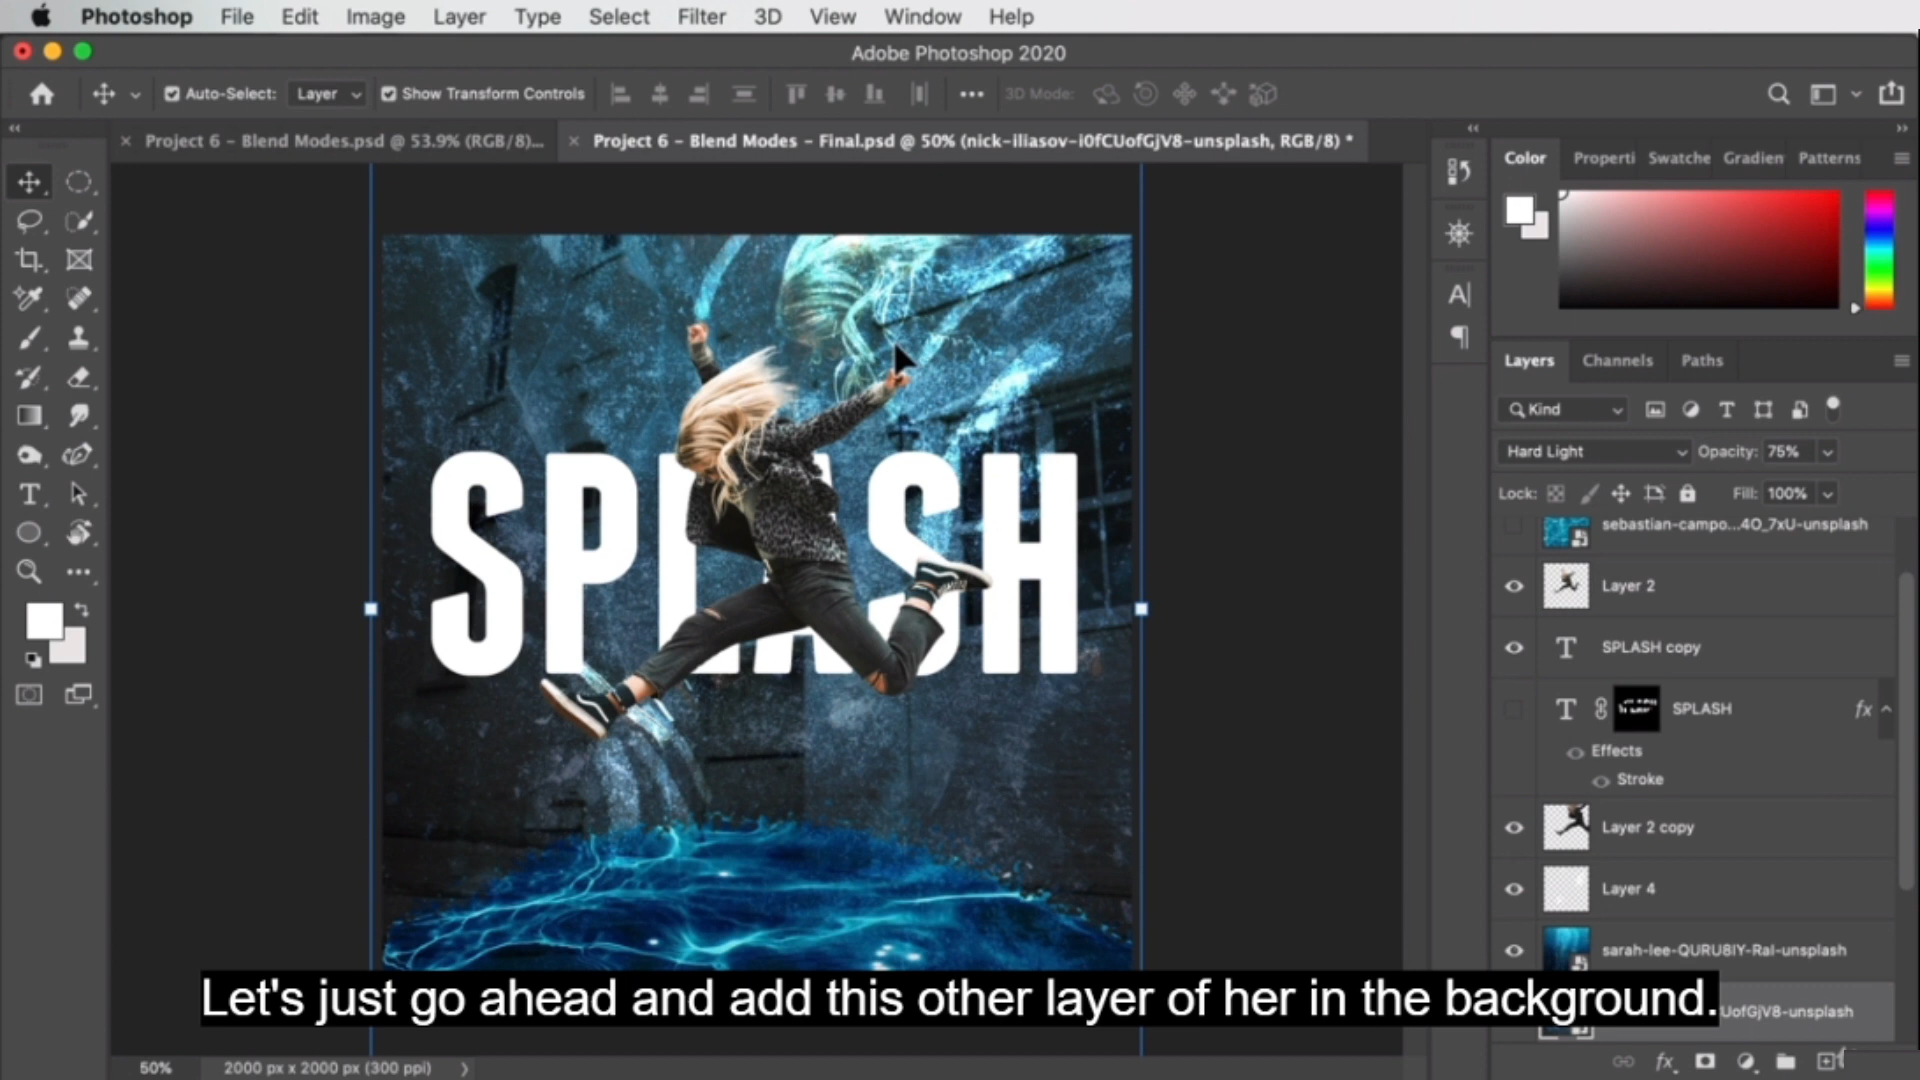 Photoshop File Edit Image Layer Type Select Filter 3D View Window Help
Adobe Photoshop 2020
Auto-Select: Layer Show Transform Controls 3D Mode:
Project 6 - Blend Modes.psd @ 53.9% (RGB/8)... Project 6 - Blend Modes - Final.psd @ 50% (nick-iliasov-i0fCUofGjV8-unsplash, RGB/8) *
Color Properti Swatche Gradien Patterns
Layers Channels Paths
Kind
Hard Light Opacity: 75%
Lock: Fill: 100%
sebastian-campo...4O_7xU-unsplash
Layer 2
SPLASH copy
SPLASH fx
Effects
Stroke
Layer 2 copy
Layer 4
sarah-lee-QURU8IY-RaI-unsplash
UofGjV8-unsplash
SPLASH
Let's just go ahead and add this other layer of her in the background.
50% 2000 px x 2000 px (300 ppi)
fx